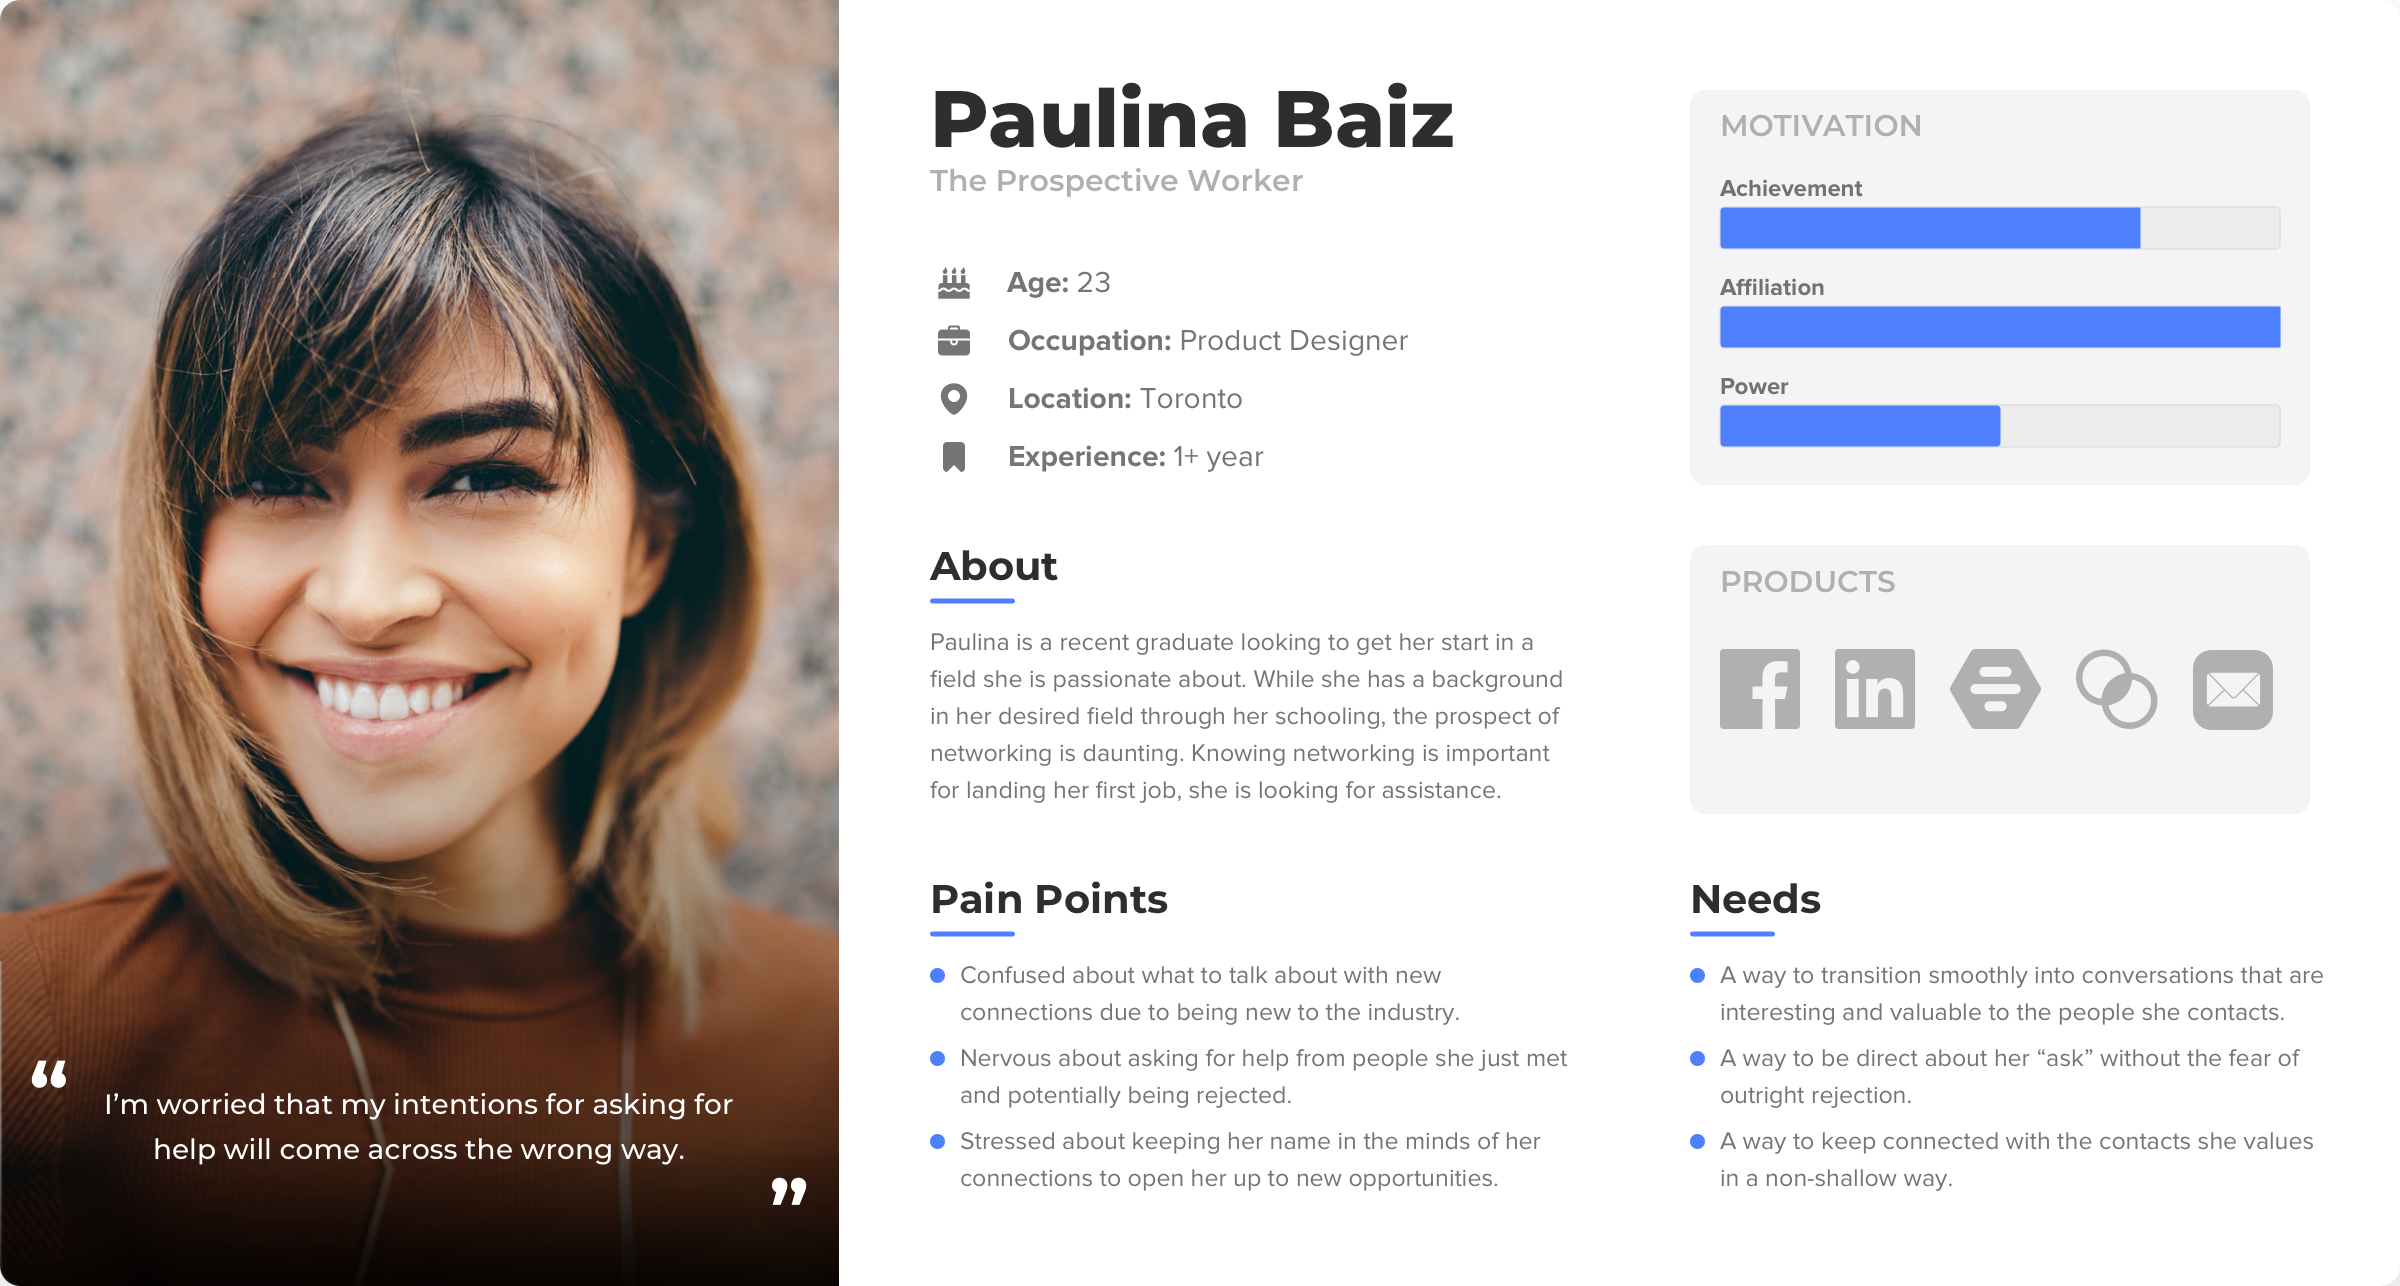 Paulina Baiz
The Prospective Worker
Age: 23
Occupation: Product Designer
Location: Toronto
Experience: 1+ year
About
Paulina is a recent graduate looking to get her start in a
field she is passionate about. While she has a background
in her desired field through her schooling, the prospect of
networking is daunting. Knowing networking is important
for landing her first job, she is looking for assistance.
MOTIVATION
Achievement
Affiliation
Power
PRODUCTS
f
in
Pain Points
Confused about what to talk about with new
connections due to being new to the industry.
Nervous about asking for help from people she just met
and potentially being rejected.
Stressed about keeping her name in the minds of her
connections to open her up to new opportunities.
Needs
A way to transition smoothly into conversations that are
interesting and valuable to the people she contacts.
A way to be direct about her “ask” without the fear of
outright rejection.
A way to keep connected with the contacts she values
in a non-shallow way.
“
I’m worried that my intentions for asking for
help will come across the wrong way.
”